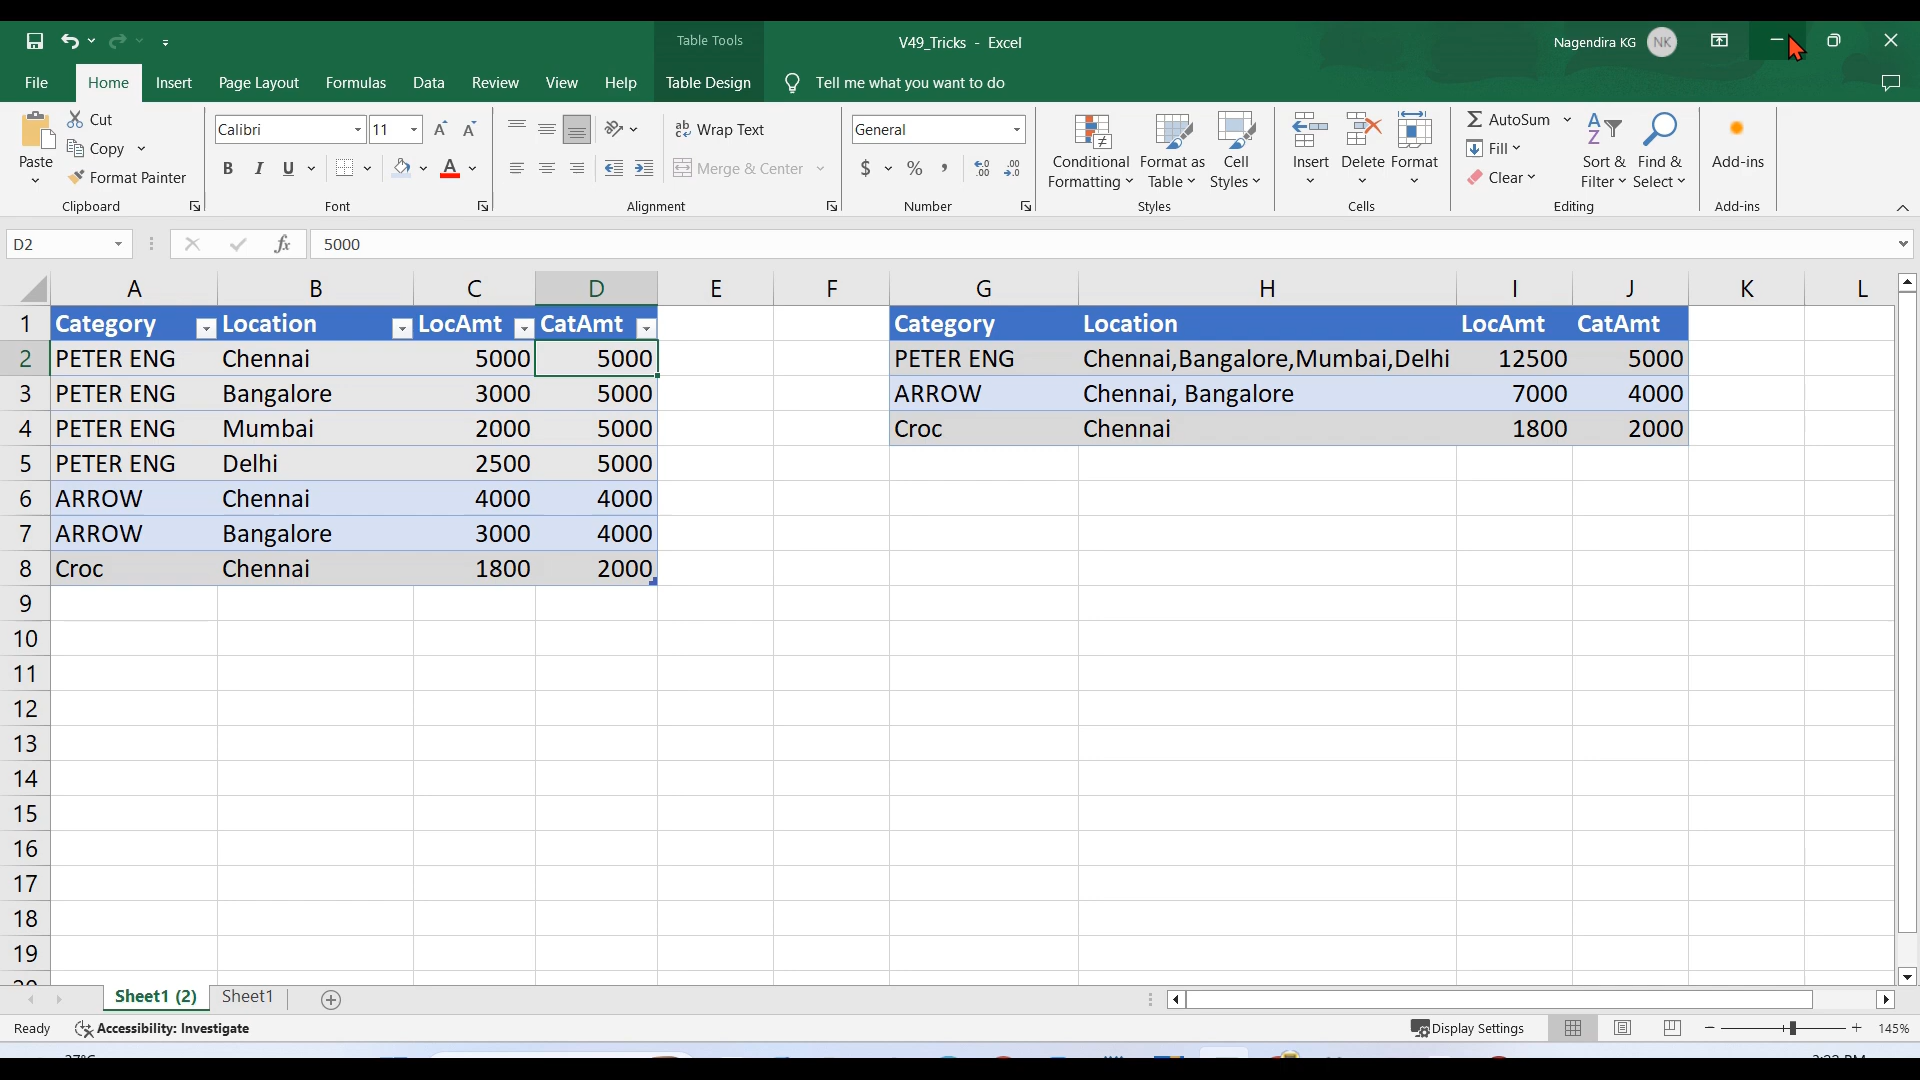 Table Tools
V49_Tricks - Excel
Nagendira KG NK
File Home Insert Page Layout Formulas Data Review View Help Table Design Tell me what you want to do
Paste
Cut
Copy
Format Painter
Clipboard
Calibri 11
B I U A
Font
Wrap Text
Merge & Center
Alignment
General
$ % ,
Number
Conditional Formatting
Format as Table
Cell Styles
Styles
Insert Delete Format
Cells
AutoSum
Fill
Clear
Sort & Filter
Find & Select
Editing
Add-ins
Add-ins
D2 fx 5000
A B C D E F G H I J K L
1 Category Location LocAmt CatAmt Category Location LocAmt CatAmt
2 PETER ENG Chennai 5000 5000 PETER ENG Chennai,Bangalore,Mumbai,Delhi 12500 5000
3 PETER ENG Bangalore 3000 5000 ARROW Chennai, Bangalore 7000 4000
4 PETER ENG Mumbai 2000 5000 Croc Chennai 1800 2000
5 PETER ENG Delhi 2500 5000
6 ARROW Chennai 4000 4000
7 ARROW Bangalore 3000 4000
8 Croc Chennai 1800 2000
9
10
11
12
13
14
15
16
17
18
19
Sheet1 (2) Sheet1
Ready Accessibility: Investigate Display Settings 145%